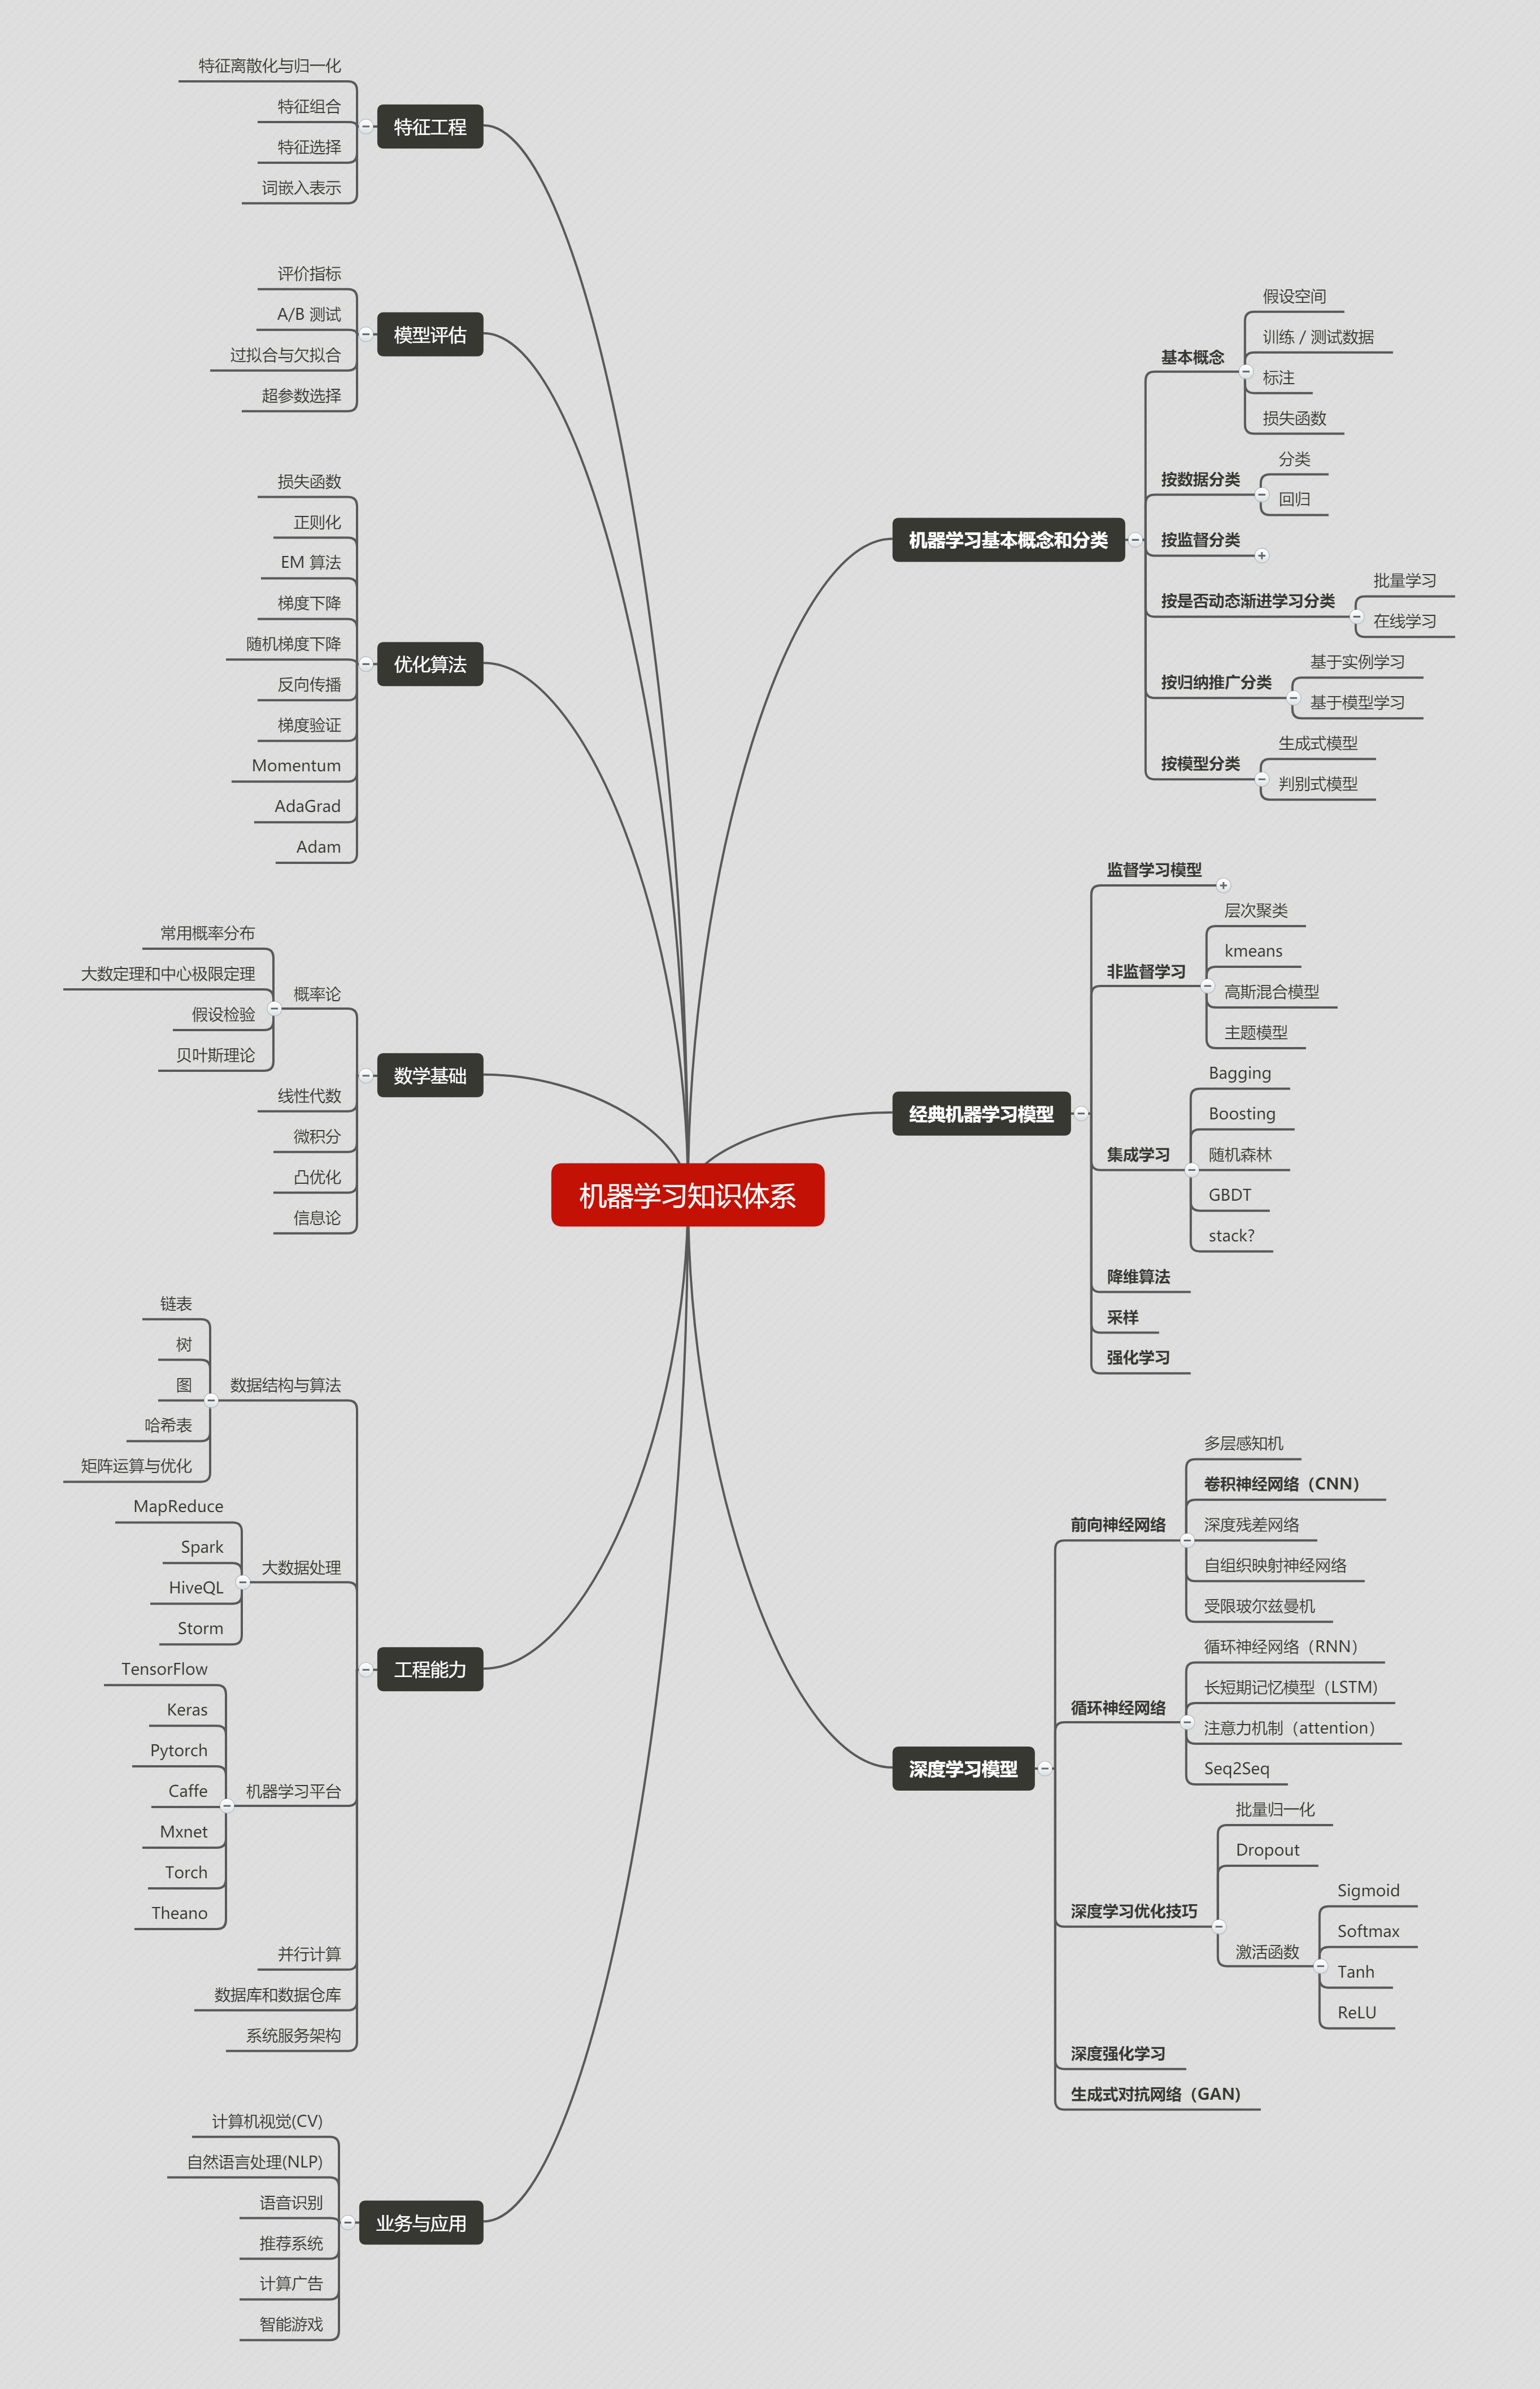 机器学习知识体系
机器学习基本概念和分类
基本概念
假设空间
训练 / 测试数据
标注
损失函数
按数据分类
分类
回归
按监督分类
按是否动态渐进学习分类
批量学习
在线学习
按归纳推广分类
基于实例学习
基于模型学习
按模型分类
生成式模型
判别式模型
经典机器学习模型
监督学习模型
非监督学习
层次聚类
kmeans
高斯混合模型
主题模型
集成学习
Bagging
Boosting
随机森林
GBDT
stack?
降维算法
采样
强化学习
深度学习模型
前向神经网络
多层感知机
卷积神经网络（CNN）
深度残差网络
自组织映射神经网络
受限玻尔兹曼机
循环神经网络
循环神经网络（RNN）
长短期记忆模型（LSTM)
注意力机制（attention）
Seq2Seq
深度学习优化技巧
批量归一化
Dropout
激活函数
Sigmoid
Softmax
Tanh
ReLU
深度强化学习
生成式对抗网络（GAN)
特征工程
特征离散化与归一化
特征组合
特征选择
词嵌入表示
模型评估
评价指标
A/B 测试
过拟合与欠拟合
超参数选择
优化算法
损失函数
正则化
EM 算法
梯度下降
随机梯度下降
反向传播
梯度验证
Momentum
AdaGrad
Adam
数学基础
概率论
常用概率分布
大数定理和中心极限定理
假设检验
贝叶斯理论
线性代数
微积分
凸优化
信息论
工程能力
数据结构与算法
链表
树
图
哈希表
矩阵运算与优化
大数据处理
MapReduce
Spark
HiveQL
Storm
机器学习平台
TensorFlow
Keras
Pytorch
Caffe
Mxnet
Torch
Theano
并行计算
数据库和数据仓库
系统服务架构
业务与应用
计算机视觉(CV)
自然语言处理(NLP)
语音识别
推荐系统
计算广告
智能游戏